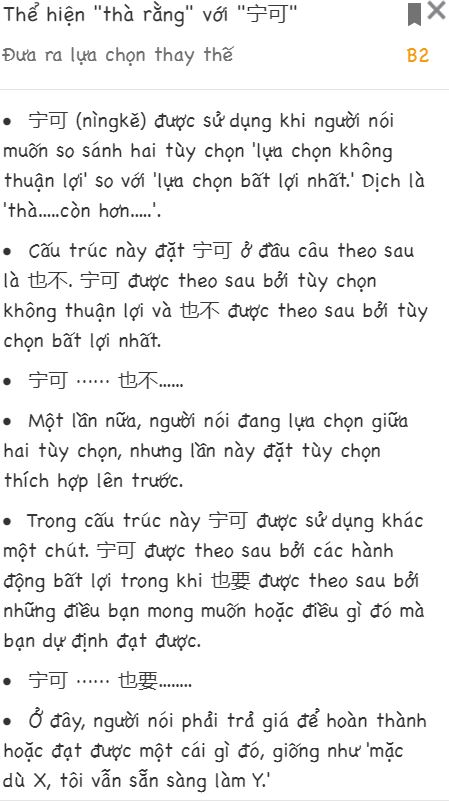 Thể hiện "thà rằng" với "宁可"
Đưa ra lựa chọn thay thế B2
• 宁可 (nìngkě) được sử dụng khi người nói
muốn so sánh hai tùy chọn 'lựa chọn không
thuận lợi' so với 'lựa chọn bất lợi nhất.' Dịch là
'thà.....còn hơn.....'.
• Cấu trúc này đặt 宁可 ở đầu câu theo sau
là 也不. 宁可 được theo sau bởi tùy chọn
không thuận lợi và 也不 được theo sau bởi tùy
chọn bất lợi nhất.
• 宁可 …… 也不......
• Một lần nữa, người nói đang lựa chọn giữa
hai tùy chọn, nhưng lần này đặt tùy chọn
thích hợp lên trước.
• Trong cấu trúc này 宁可 được sử dụng khác
một chút. 宁可 được theo sau bởi các hành
động bất lợi trong khi 也要 được theo sau bởi
những điều bạn mong muốn hoặc điều gì đó mà
bạn dự định đạt được.
• 宁可 …… 也要........
• Ở đây, người nói phải trả giá để hoàn thành
hoặc đạt được một cái gì đó, giống như 'mặc
dù X, tôi vẫn sẵn sàng làm Y.'